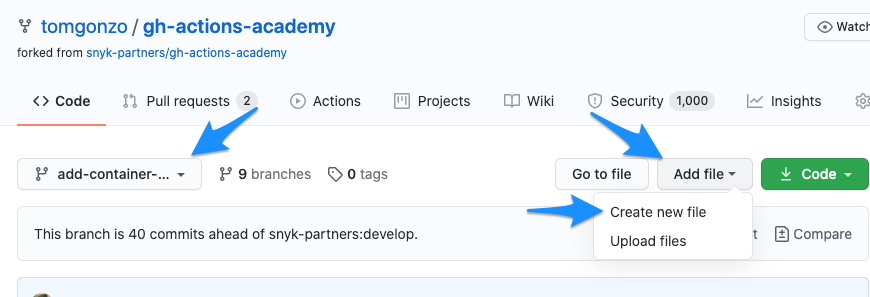 tomgonzo / gh-actions-academy
Watch
forked from snyk-partners/gh-actions-academy
Code Pull requests 2 Actions Projects Wiki Security 1,000 Insights
add-container-... 9 branches 0 tags Go to file Add file Code
Create new file
This branch is 40 commits ahead of snyk-partners:develop. t Compare
Upload files